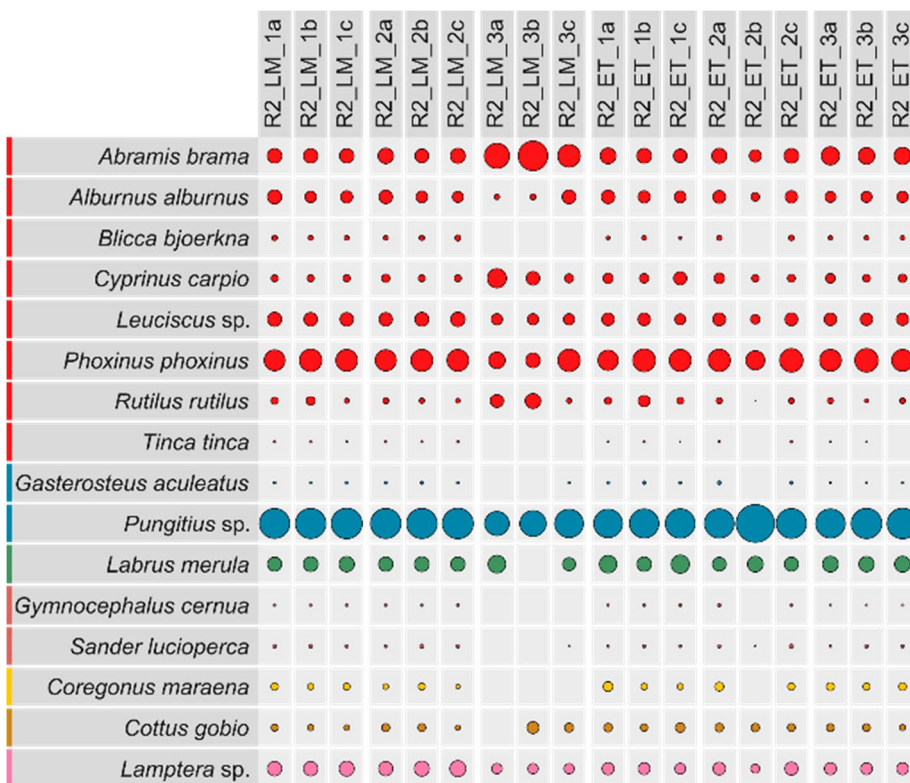 R2_LM_1a
R2_LM_1b
R2_LM_1c
R2_LM_2a
R2_LM_2b
R2_LM_2c
R2_LM_3a
R2_LM_3b
R2_LM_3c
R2_ET_1a
R2_ET_1b
R2_ET_1c
R2_ET_2a
R2_ET_2b
R2_ET_2c
R2_ET_3a
R2_ET_3b
R2_ET_3c
Abramis brama
Alburnus alburnus
Blicca bjoerkna
Cyprinus carpio
Leuciscus sp.
Phoxinus phoxinus
Rutilus rutilus
Tinca tinca
Gasterosteus aculeatus
Pungitius sp.
Labrus merula
Gymnocephalus cernua
Sander lucioperca
Coregonus maraena
Cottus gobio
Lamptera sp.